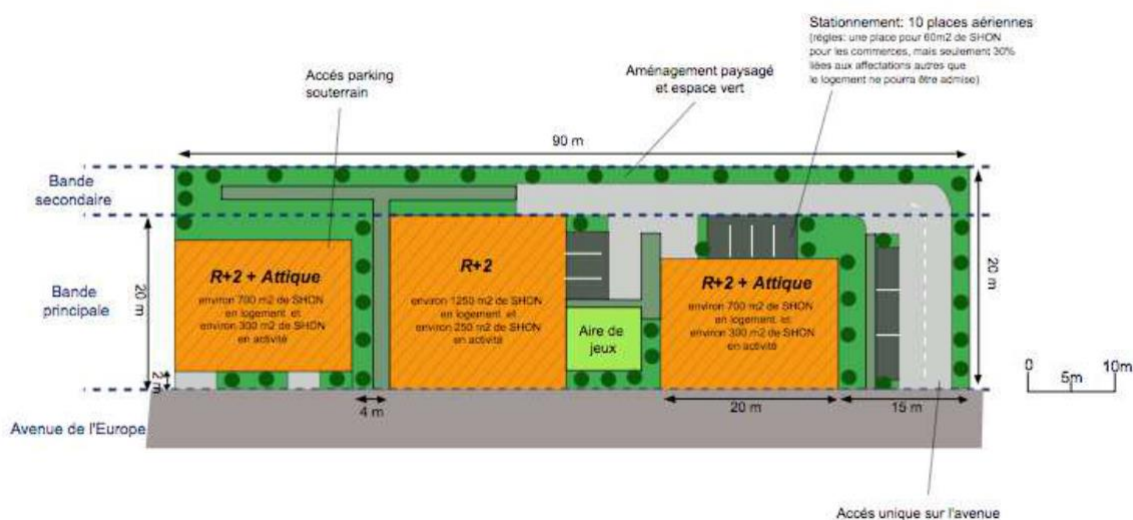 Stationnement: 10 places aériennes
(régles: une place pour 60m2 de SHON
pour les commerces, mais seulement 30%
liées aux affectations autres que
le logement ne pourra être admise)
Aménagement paysagé
et espace vert
Accés parking
souterrain
90 m
Bande
secondaire
Bande
principale
20 m
R+2 + Attique
environ 700 m2 de SHON
en logement et
environ 300 m2 de SHON
en activité
R+2
environ 1250 m2 de SHON
en logement et
environ 250 m2 de SHON
en activité
Aire de
jeux
R+2 + Attique
environ 700 m2 de SHON
en logement et
environ 300 m2 de SHON
en activité
20 m
2 m
4 m
20 m
15 m
0
5m
10m
Avenue de l'Europe
Accés unique sur l'avenue